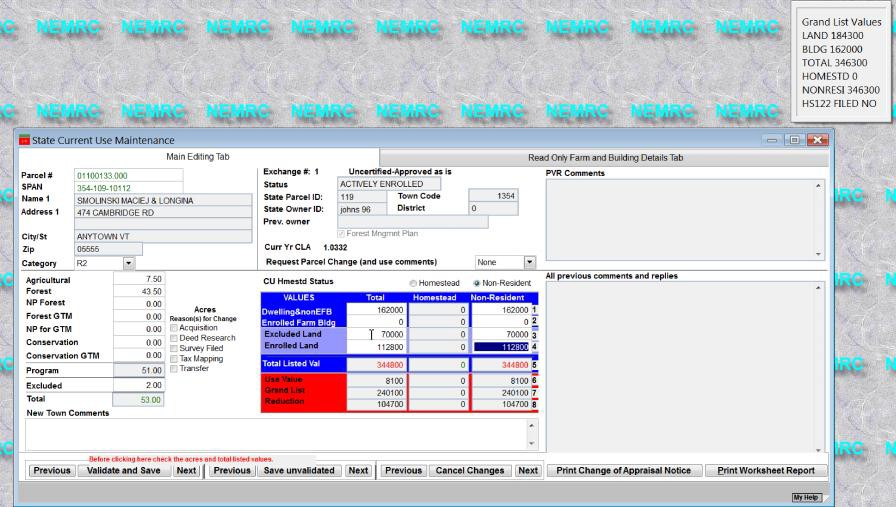 NEMRC NEMRC NEMRC NEMRC NEMRC NEMRC NEMRC
Grand List Values
LAND 184300
BLDG 162000
TOTAL 346300
HOMESTD 0
NONRESI 346300
HS122 FILED NO
NEMRC NEMRC NEMRC NEMRC NEMRC NEMRC NEMRC
State Current Use Maintenance
Main Editing Tab
Read Only Farm and Building Details Tab
Parcel # 01100133.000
SPAN 354-109-10112
Name 1 SMOLINSKI MACIEJ & LONGINA
Address 1 474 CAMBRIDGE RD
City/St ANYTOWN VT
Zip 05555
Category R2
Exchange #: 1 Uncertified-Approved as is
Status ACTIVELY ENROLLED
State Parcel ID: 119 Town Code 1354
State Owner ID: johns 96 District 0
Prev. owner
Forest Mngmnt Plan
Curr Yr CLA 1.0332
Request Parcel Change (and use comments) None
PVR Comments
Agricultural 7.50
Forest 43.50
NP Forest 0.00
Forest GTM 0.00
NP for GTM 0.00
Conservation 0.00
Conservation GTM 0.00
Program 51.00
Excluded 2.00
Total 53.00
Acres
Reason(s) for Change
Acquisition
Deed Research
Survey Filed
Tax Mapping
Transfer
CU Hmestd Status Homestead Non-Resident
VALUES Total Homestead Non-Resident
Dwelling&nonEFB 162000 0 162000 1
Enrolled Farm Bldg 0 0 0 2
Excluded Land 70000 0 70000 3
Enrolled Land 112800 0 112800 4
Total Listed Val 344800 0 344800 5
Use Value 8100 0 8100 6
Grand List 240100 0 240100 7
Reduction 104700 0 104700 8
All previous comments and replies
New Town Comments
Before clicking here check the acres and total listed values.
Previous Validate and Save Next Previous Save unvalidated Next Previous Cancel Changes Next Print Change of Appraisal Notice Print Worksheet Report
My Help